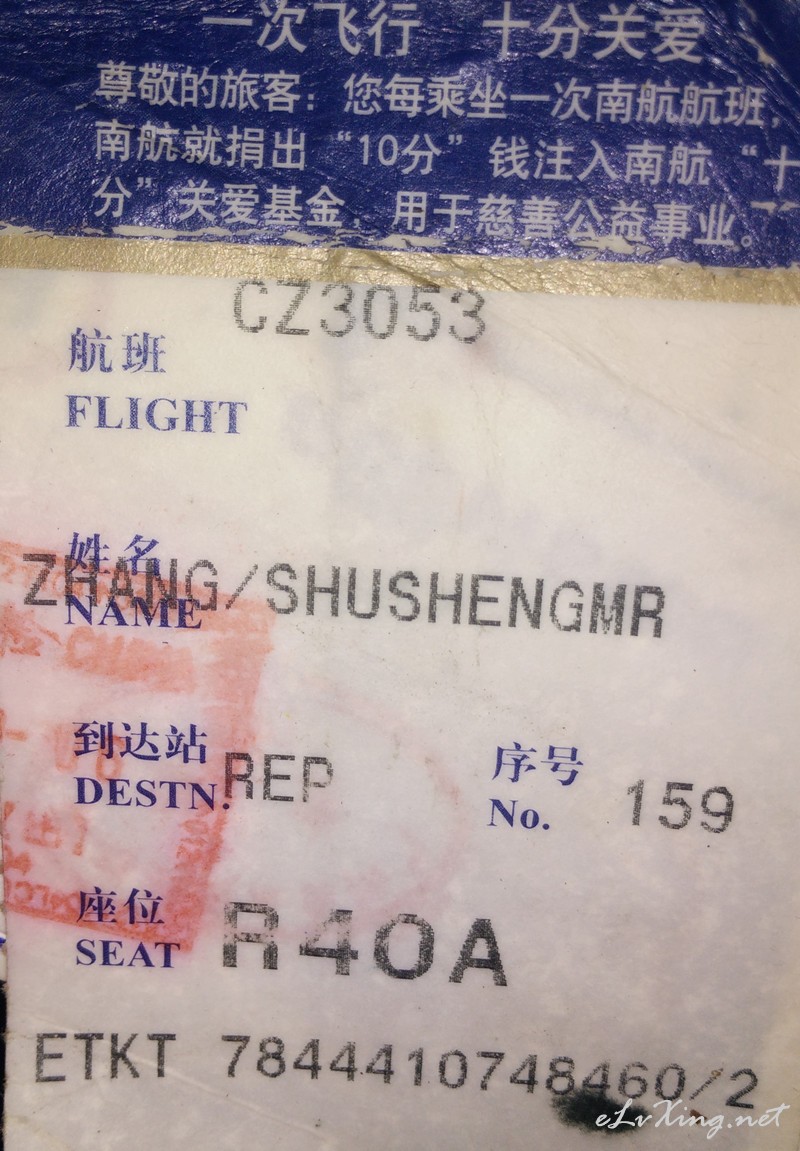 一次飞行 十分关爱
尊敬的旅客：您每乘坐一次南航航班，
南航就捐出“10分”钱注入南航“十
分”关爱基金，用于慈善公益事业。
CZ3053
航班
FLIGHT
姓名
ZHANG/SHUSHENGMR
NAME
到达站
REP
DESTN.
序号
No. 159
座位
SEAT R40A
ETKT 7844410748460/2
eLvXing.net